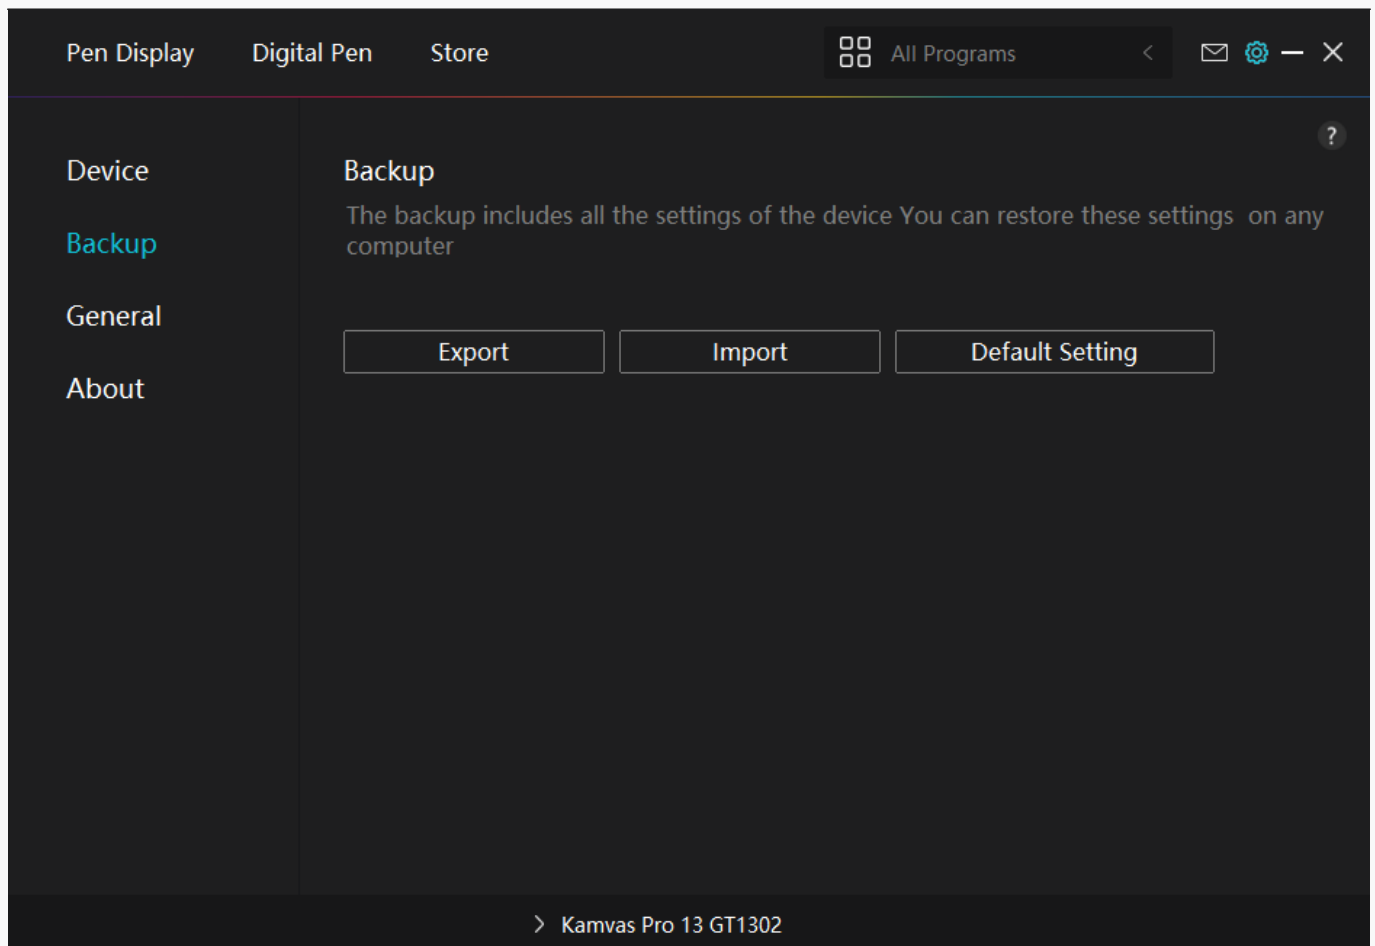 Pen Display Digital Pen Store All Programs
?
Device
Backup
General
About
Backup
The backup includes all the settings of the device You can restore these settings on any
computer
Export Import Default Setting
Kamvas Pro 13 GT1302